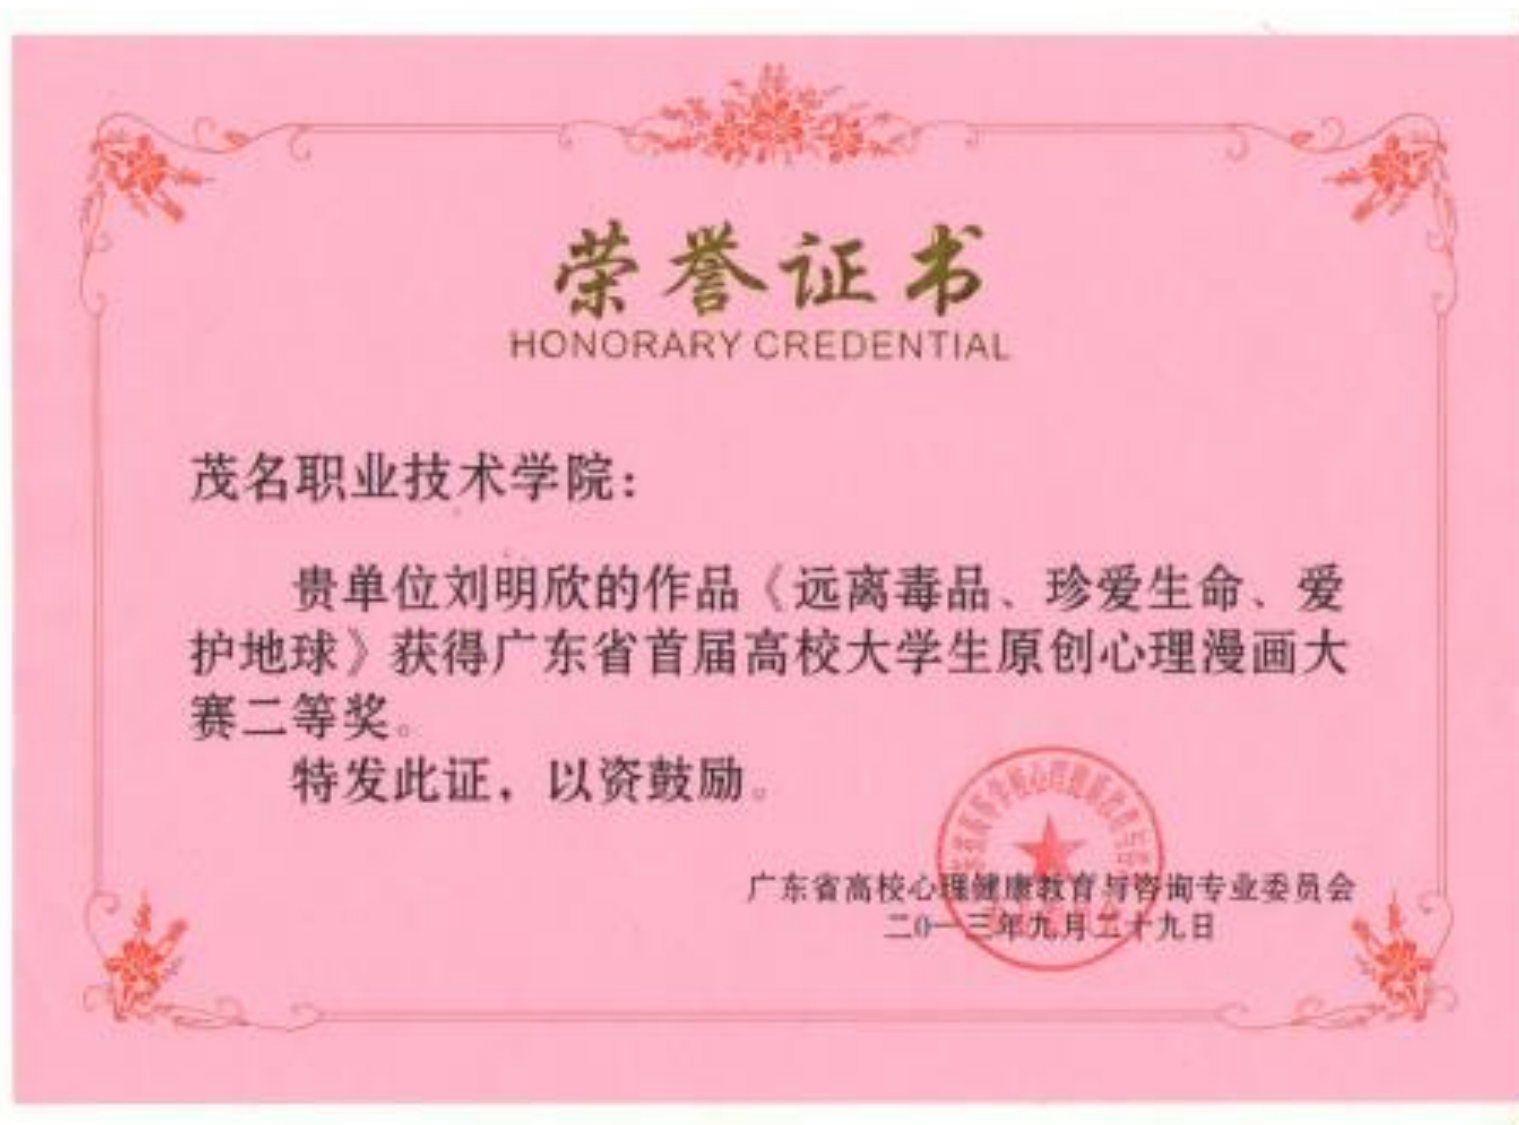 荣誉证书
HONORARY CREDENTIAL
茂名职业技术学院：
贵单位刘明欣的作品《远离毒品、珍爱生命、爱
护地球》获得广东省首届高校大学生原创心理漫画大
赛二等奖。
特发此证，以资鼓励。
广东省高校心理健康教育与咨询专业委员会
二0一三年九月二十九日